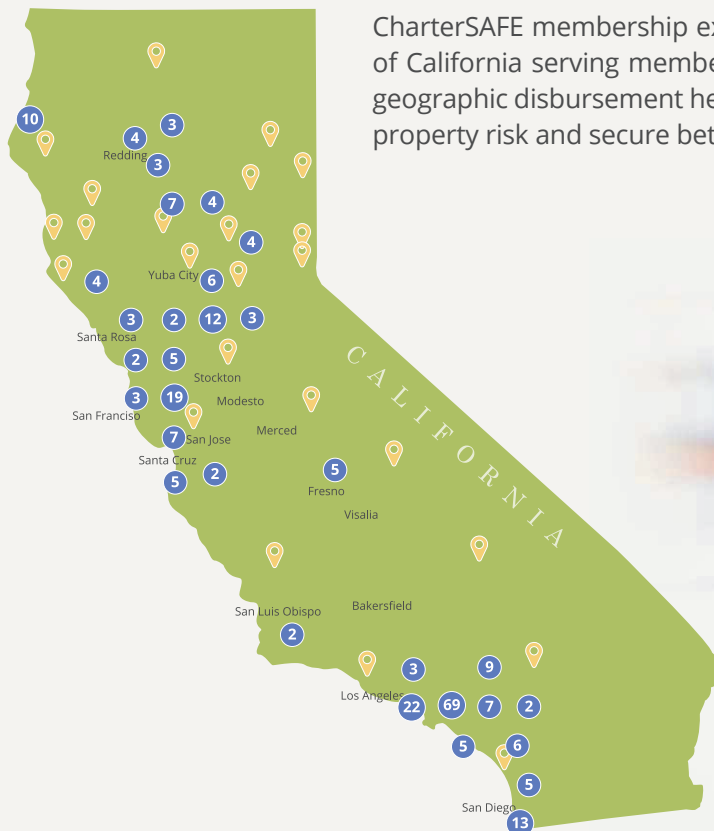 CharterSAFE membership ex
of California serving membe
geographic disbursement he
property risk and secure bet
10
3
4
Redding
3
7
4
4
Yuba City
6
4
3
2
12
3
Santa Rosa
2
5
Stockton
3
19
Modesto
San Franciso
Merced
7
San Jose
Santa Cruz
5
2
5
Fresno
Visalia
CALIFORNIA
San Luis Obispo
Bakersfield
2
3
9
Los Angeles
22
69
7
2
5
6
5
San Diego
13